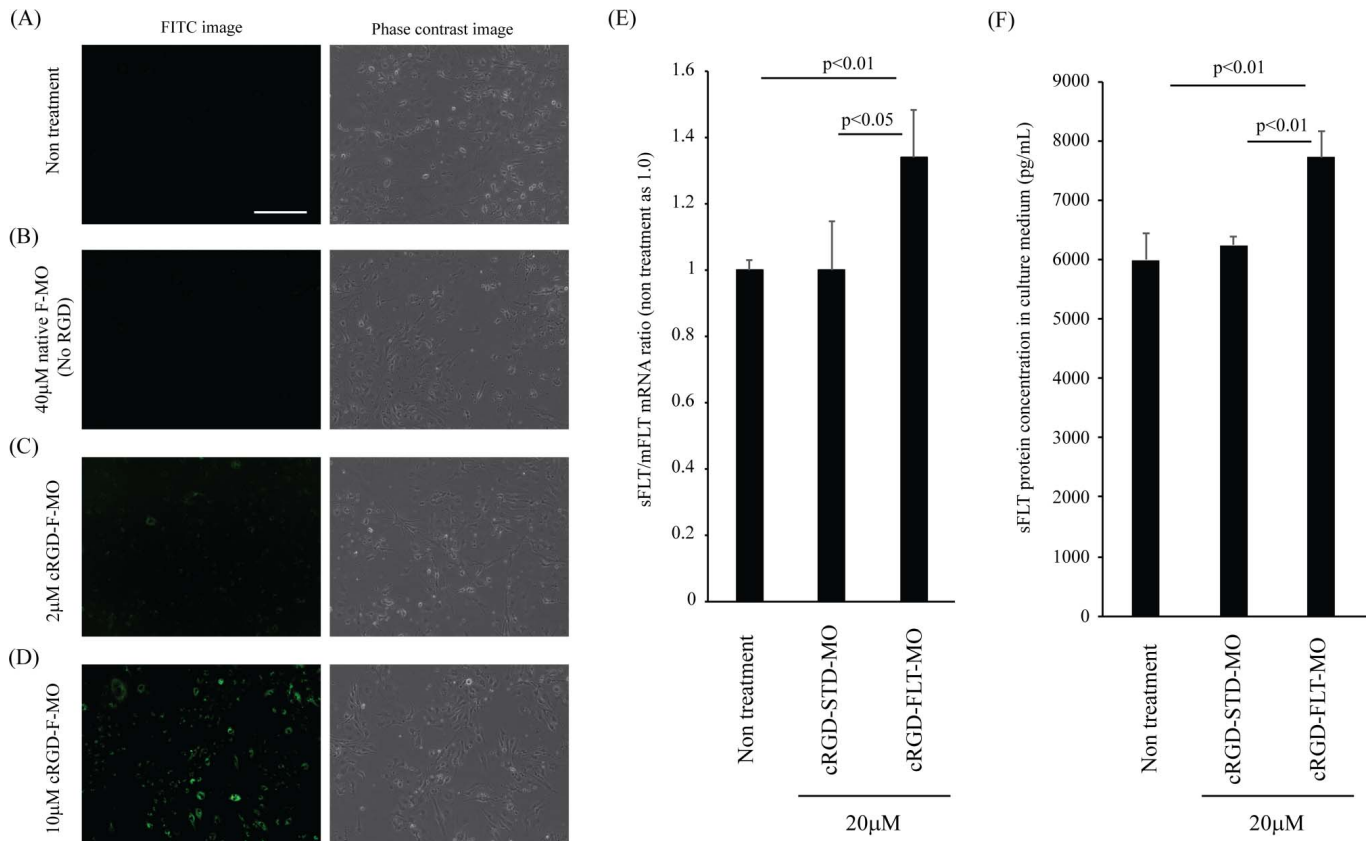 (A)
FITC image
Phase contrast image
Non treatment
(B)
40μM native F-MO
(No RGD)
(C)
2μM cRGD-F-MO
(D)
10μM cRGD-F-MO
(E)
sFLT/mFLT mRNA ratio (non treatment as 1.0)
1.6
1.4
1.2
1
0.8
0.6
0.4
0.2
0
p<0.01
p<0.05
Non treatment
cRGD-STD-MO
cRGD-FLT-MO
20μM
(F)
sFLT protein concentration in culture medium (pg/mL)
9000
8000
7000
6000
5000
4000
3000
2000
1000
0
p<0.01
p<0.01
Non treatment
cRGD-STD-MO
cRGD-FLT-MO
20μM